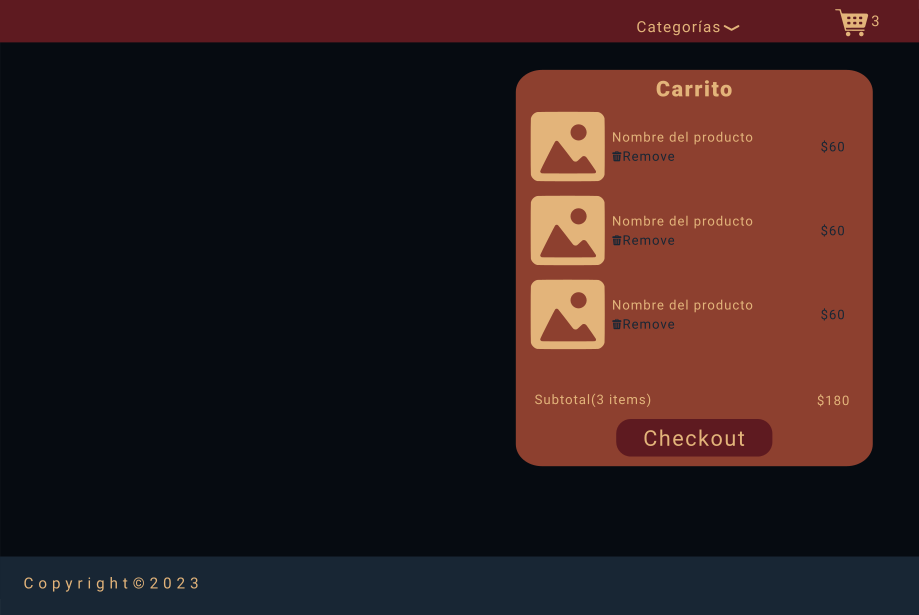 Categorías
3
Carrito
Nombre del producto
Remove
$60
Nombre del producto
Remove
$60
Nombre del producto
Remove
$60
Subtotal(3 items) $180
Checkout
Copyright©2023